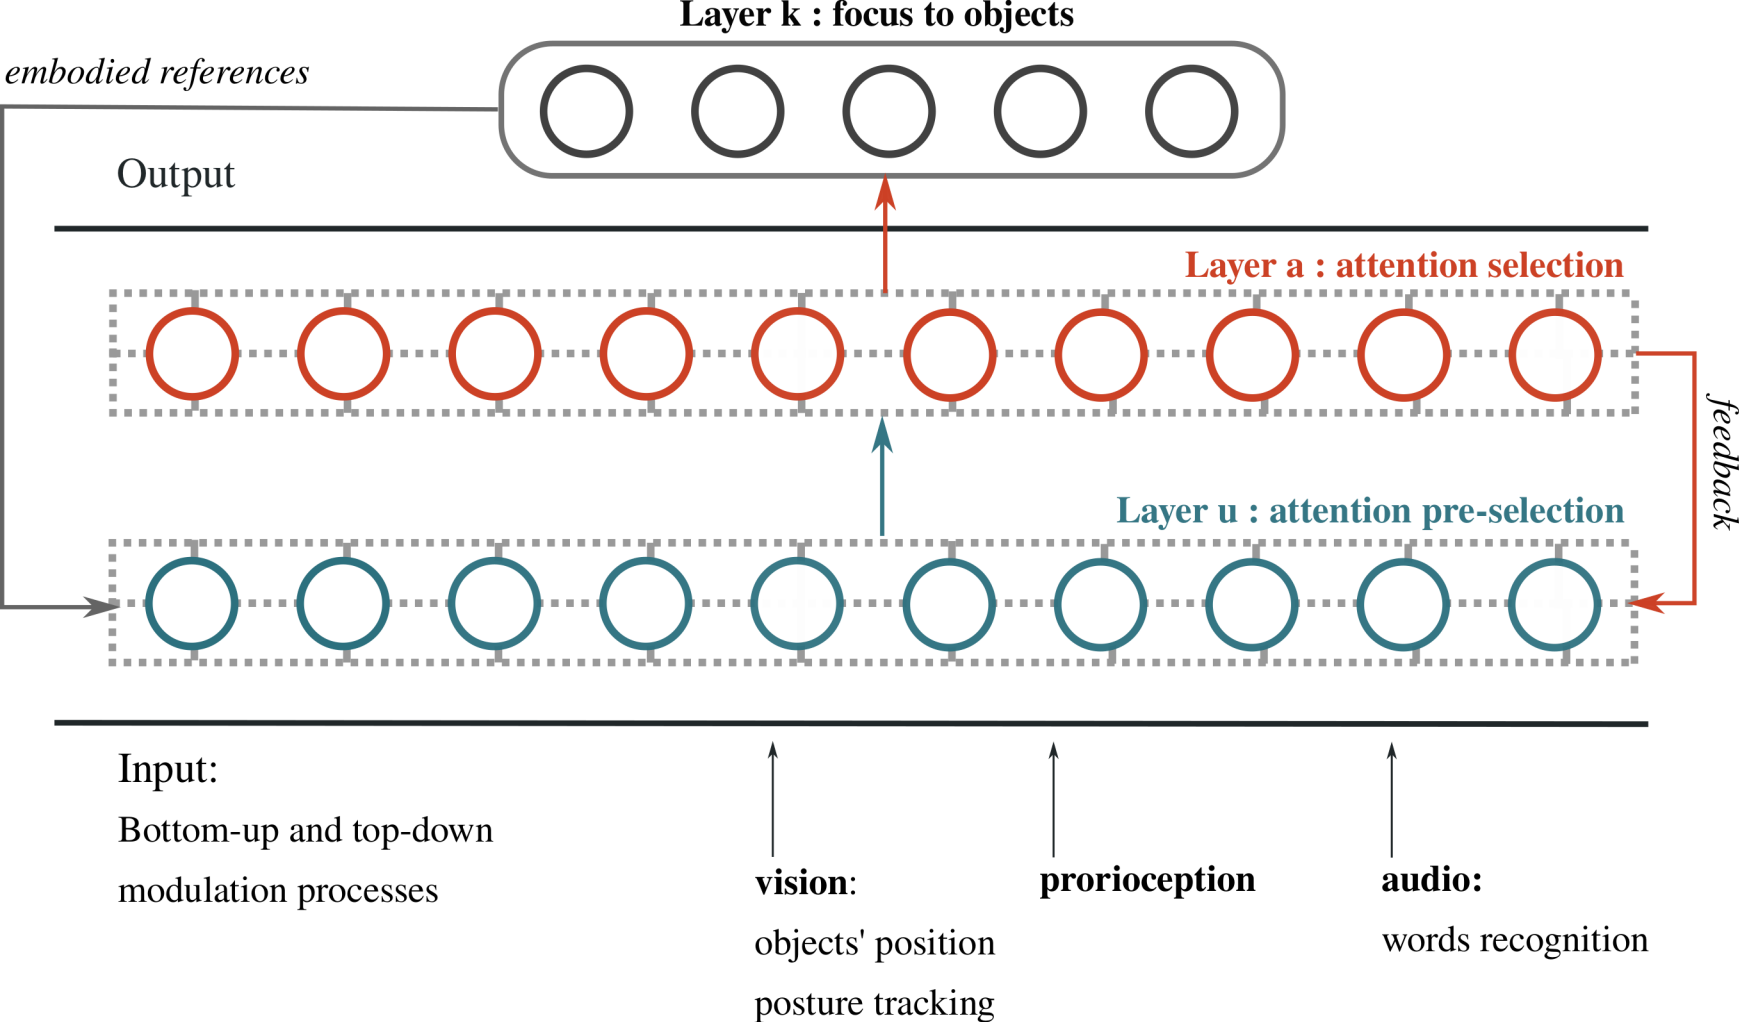 Layer k : focus to objects
embodied references
Output
Layer a : attention selection
feedback
Layer u : attention pre-selection
Input:
Bottom-up and top-down
modulation processes
vision:
objects' position
posture tracking
prorioception
audio:
words recognition